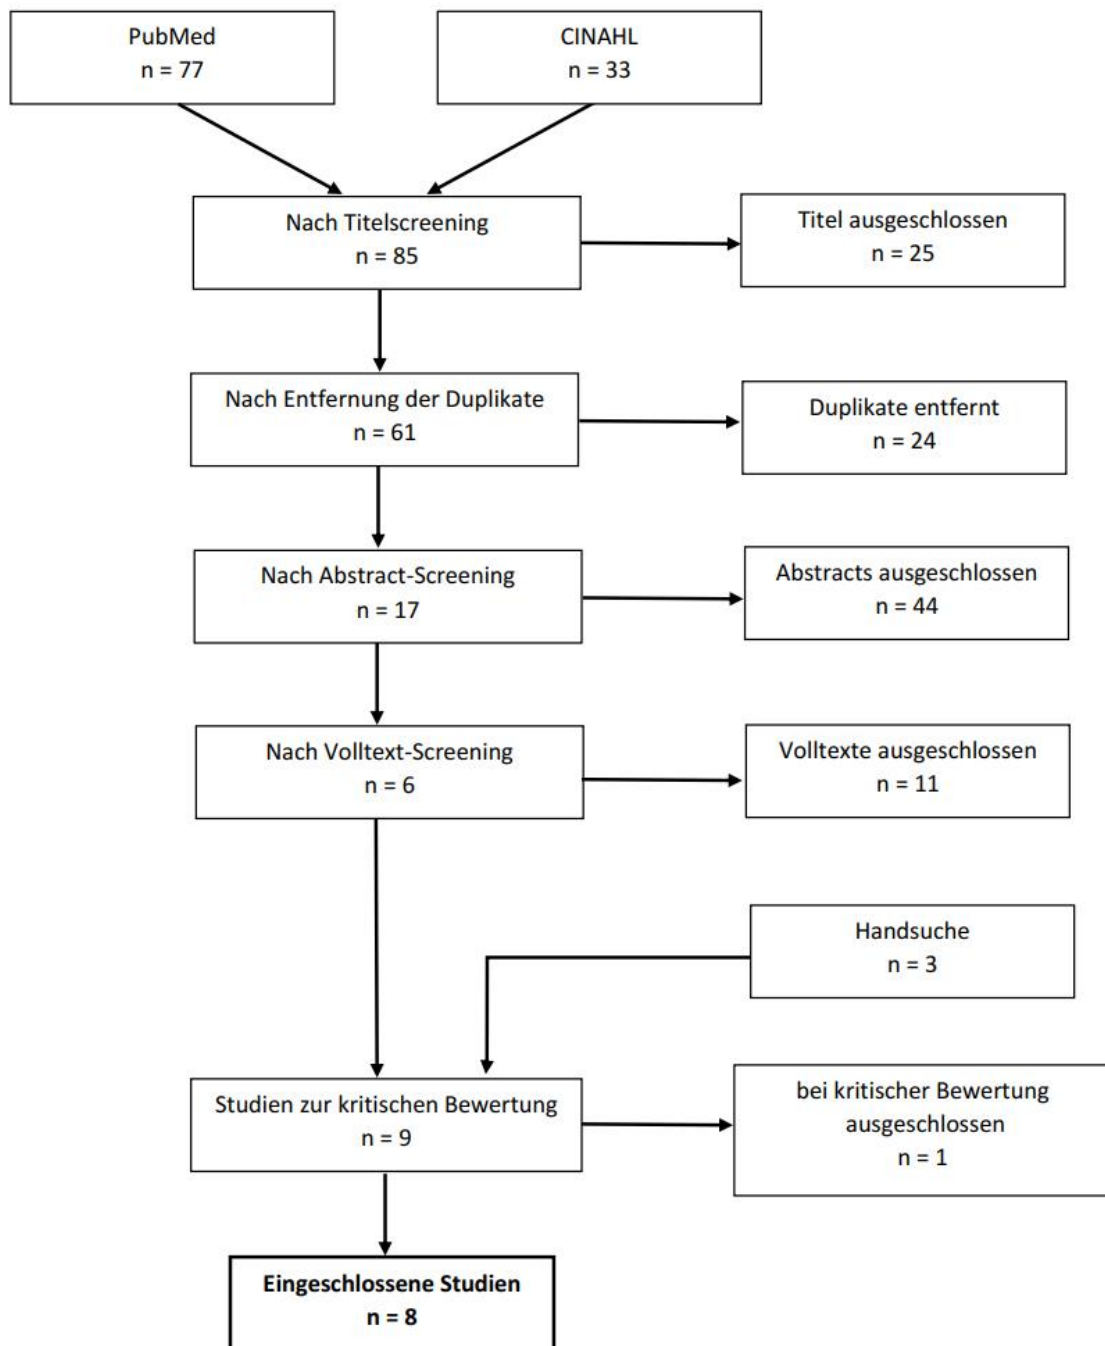 PubMed
n = 77
CINAHL
n = 33
Nach Titelscreening
n = 85
Titel ausgeschlossen
n = 25
Nach Entfernung der Duplikate
n = 61
Duplikate entfernt
n = 24
Nach Abstract-Screening
n = 17
Abstracts ausgeschlossen
n = 44
Nach Volltext-Screening
n = 6
Volltexte ausgeschlossen
n = 11
Handsuche
n = 3
Studien zur kritischen Bewertung
n = 9
bei kritischer Bewertung
ausgeschlossen
n = 1
Eingeschlossene Studien
n = 8